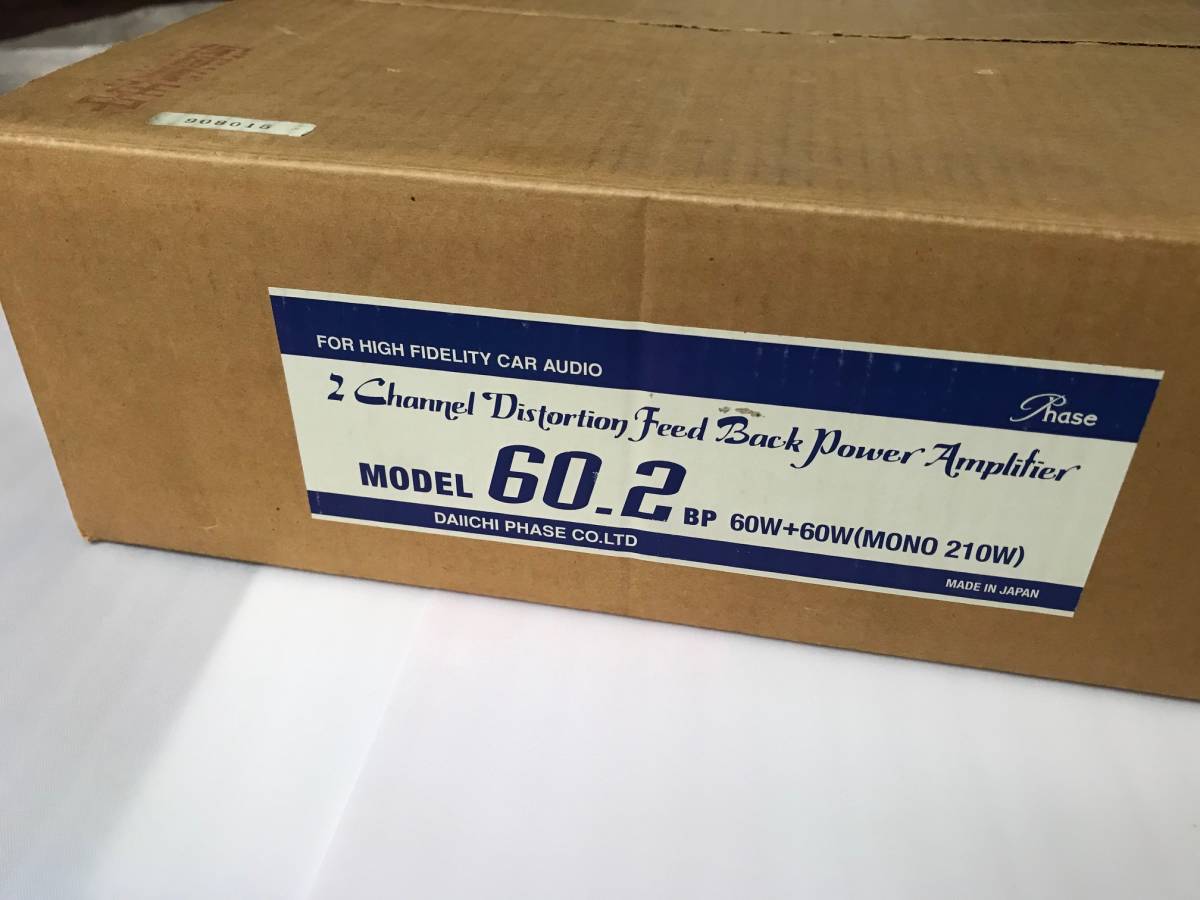 FOR HIGH FIDELITY CAR AUDIO
Phase
2 Channel Distortion Feed Back Power Amplifier
MODEL 60.2 BP 60W+60W(MONO 210W)
DAIICHI PHASE CO.LTD
MADE IN JAPAN